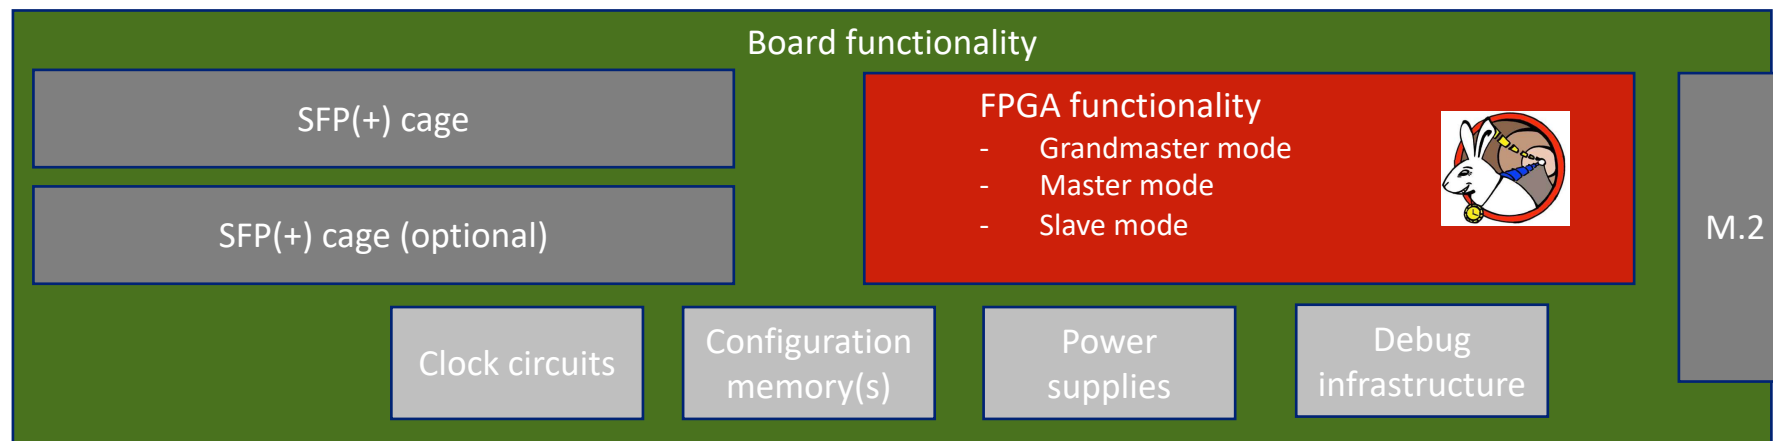 Board functionality
SFP(+) cage
SFP(+) cage (optional)
FPGA functionality
- Grandmaster mode
- Master mode
- Slave mode
M.2
Clock circuits
Configuration
memory(s)
Power
supplies
Debug
infrastructure